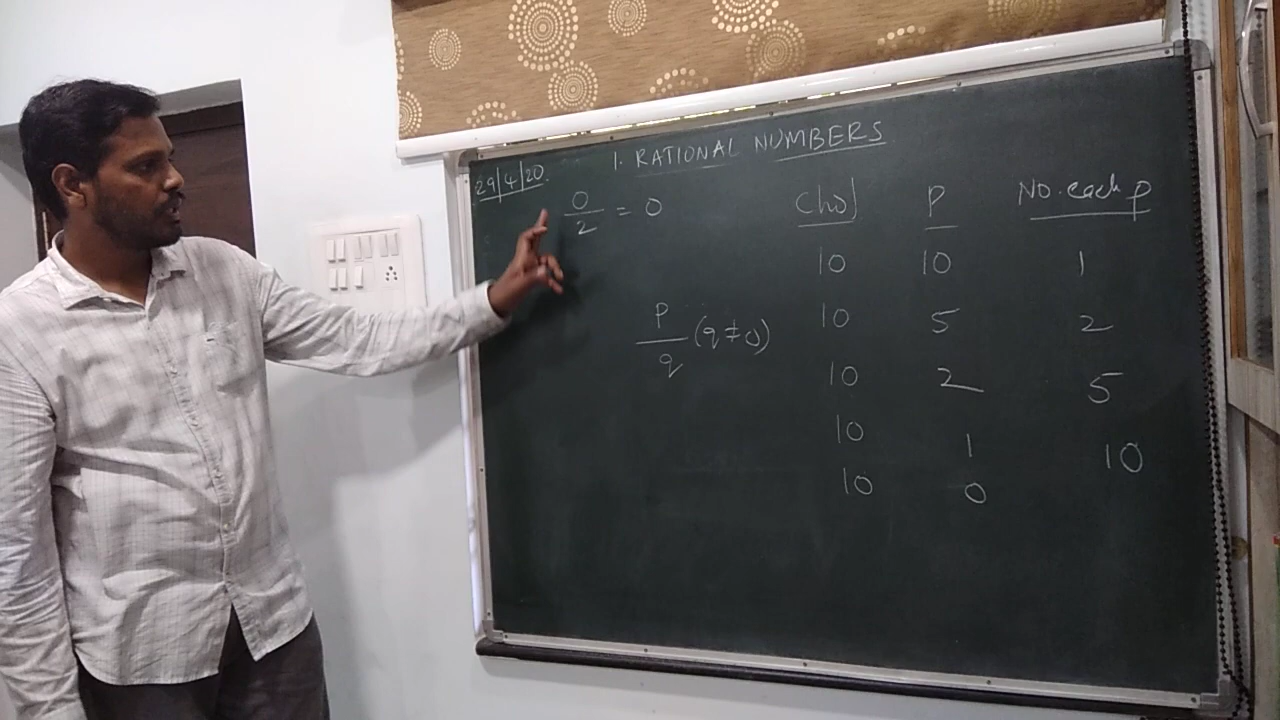 1. RATIONAL NUMBERS
29/4/20
0/2 = 0
P/q (q ≠ 0)
Chol P No. each p
10 10 1
10 5 2
10 2 5
10 1 10
10 0